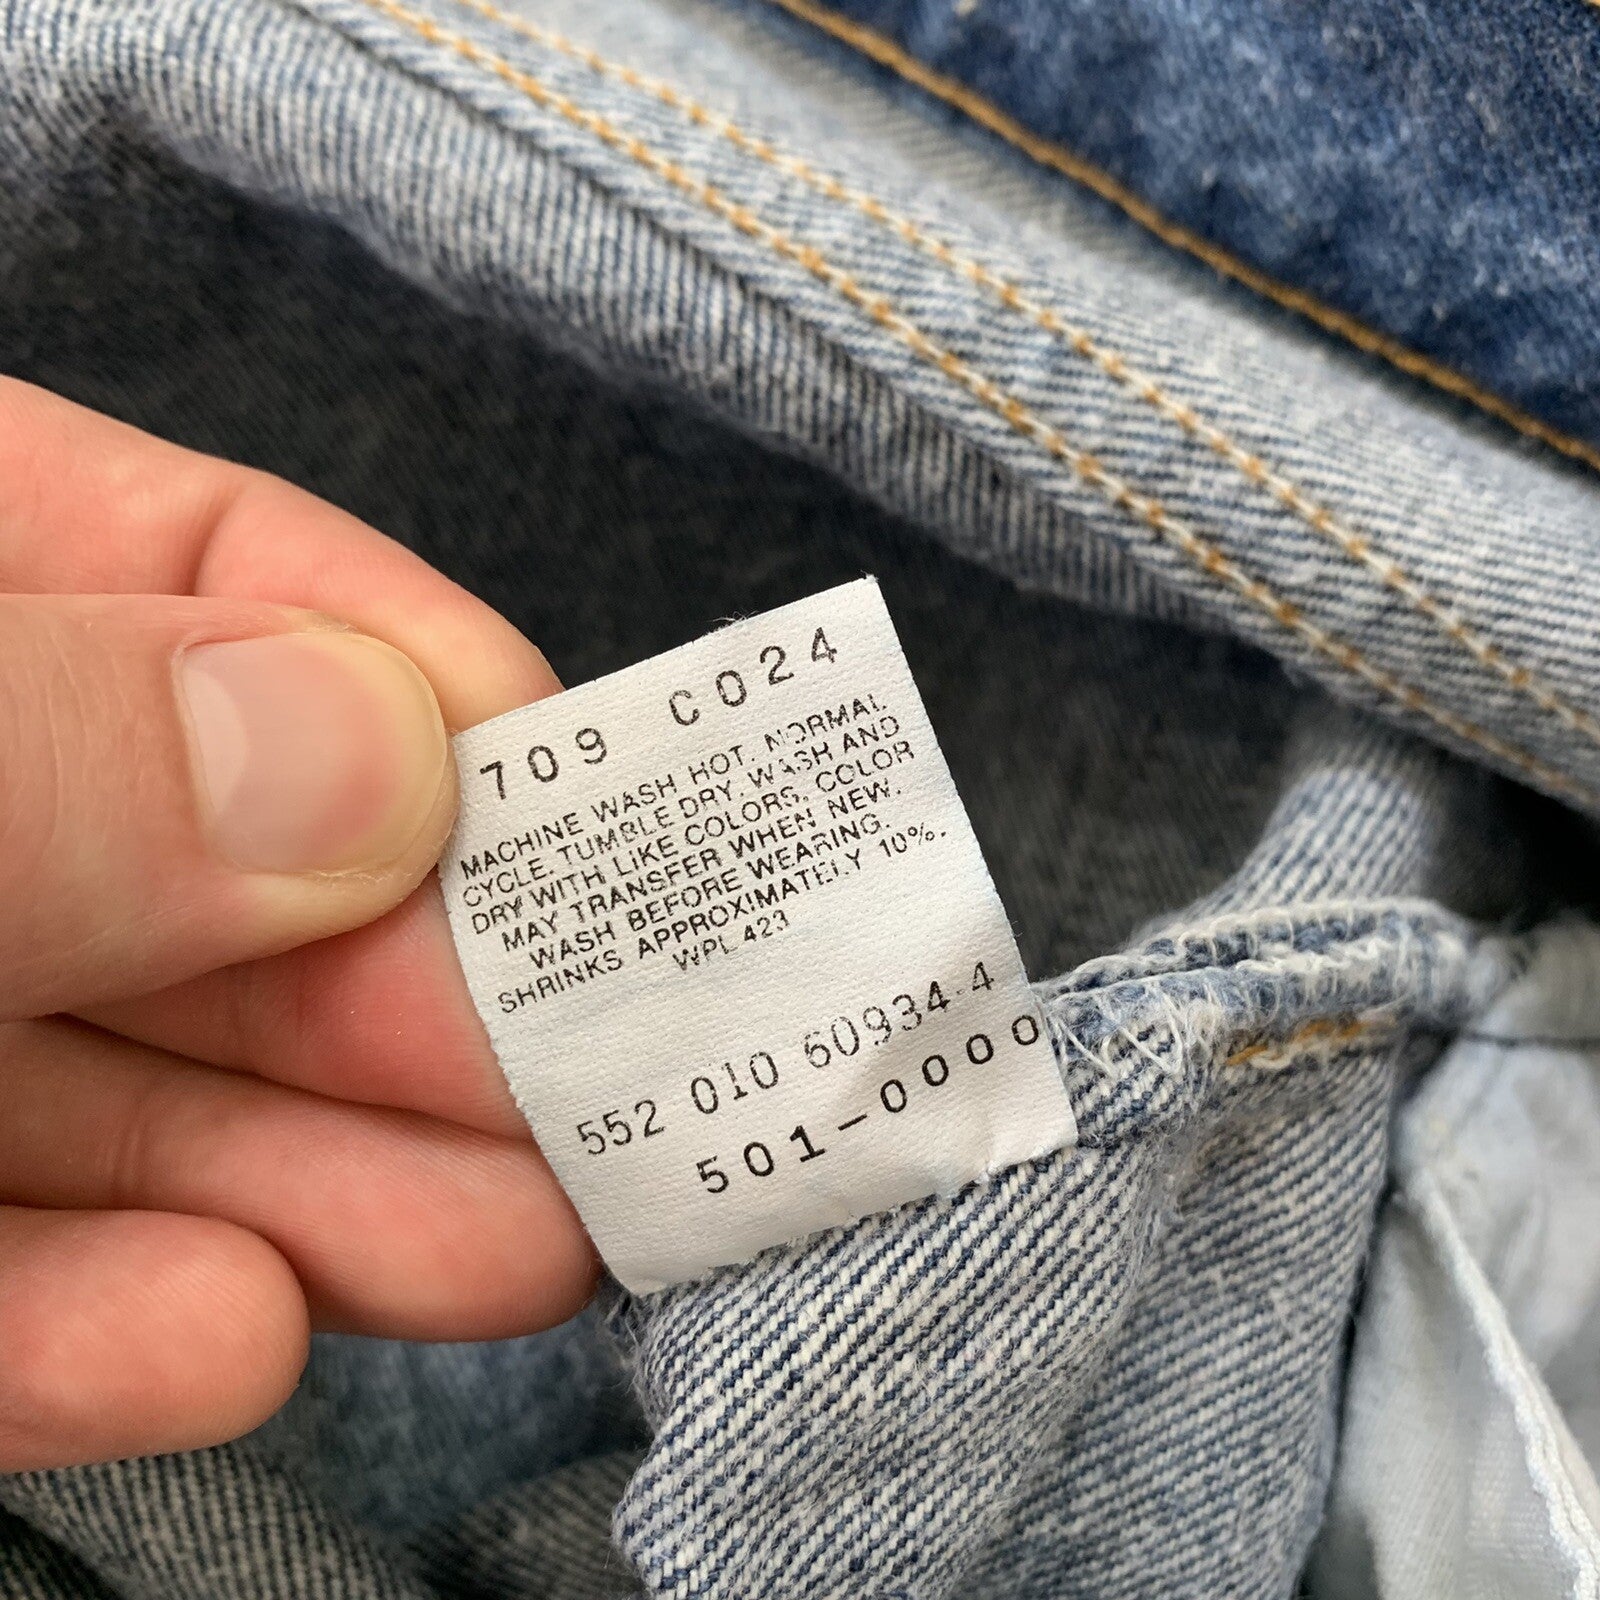 709 C024
MACHINE WASH HOT. NORMAL
CYCLE. TUMBLE DRY. WASH AND
DRY WITH LIKE COLORS. COLOR
MAY TRANSFER WHEN NEW.
WASH BEFORE WEARING.
SHRINKS APPROXIMATELY 10%.
WPL 423
552 010 60934 4
501-0000